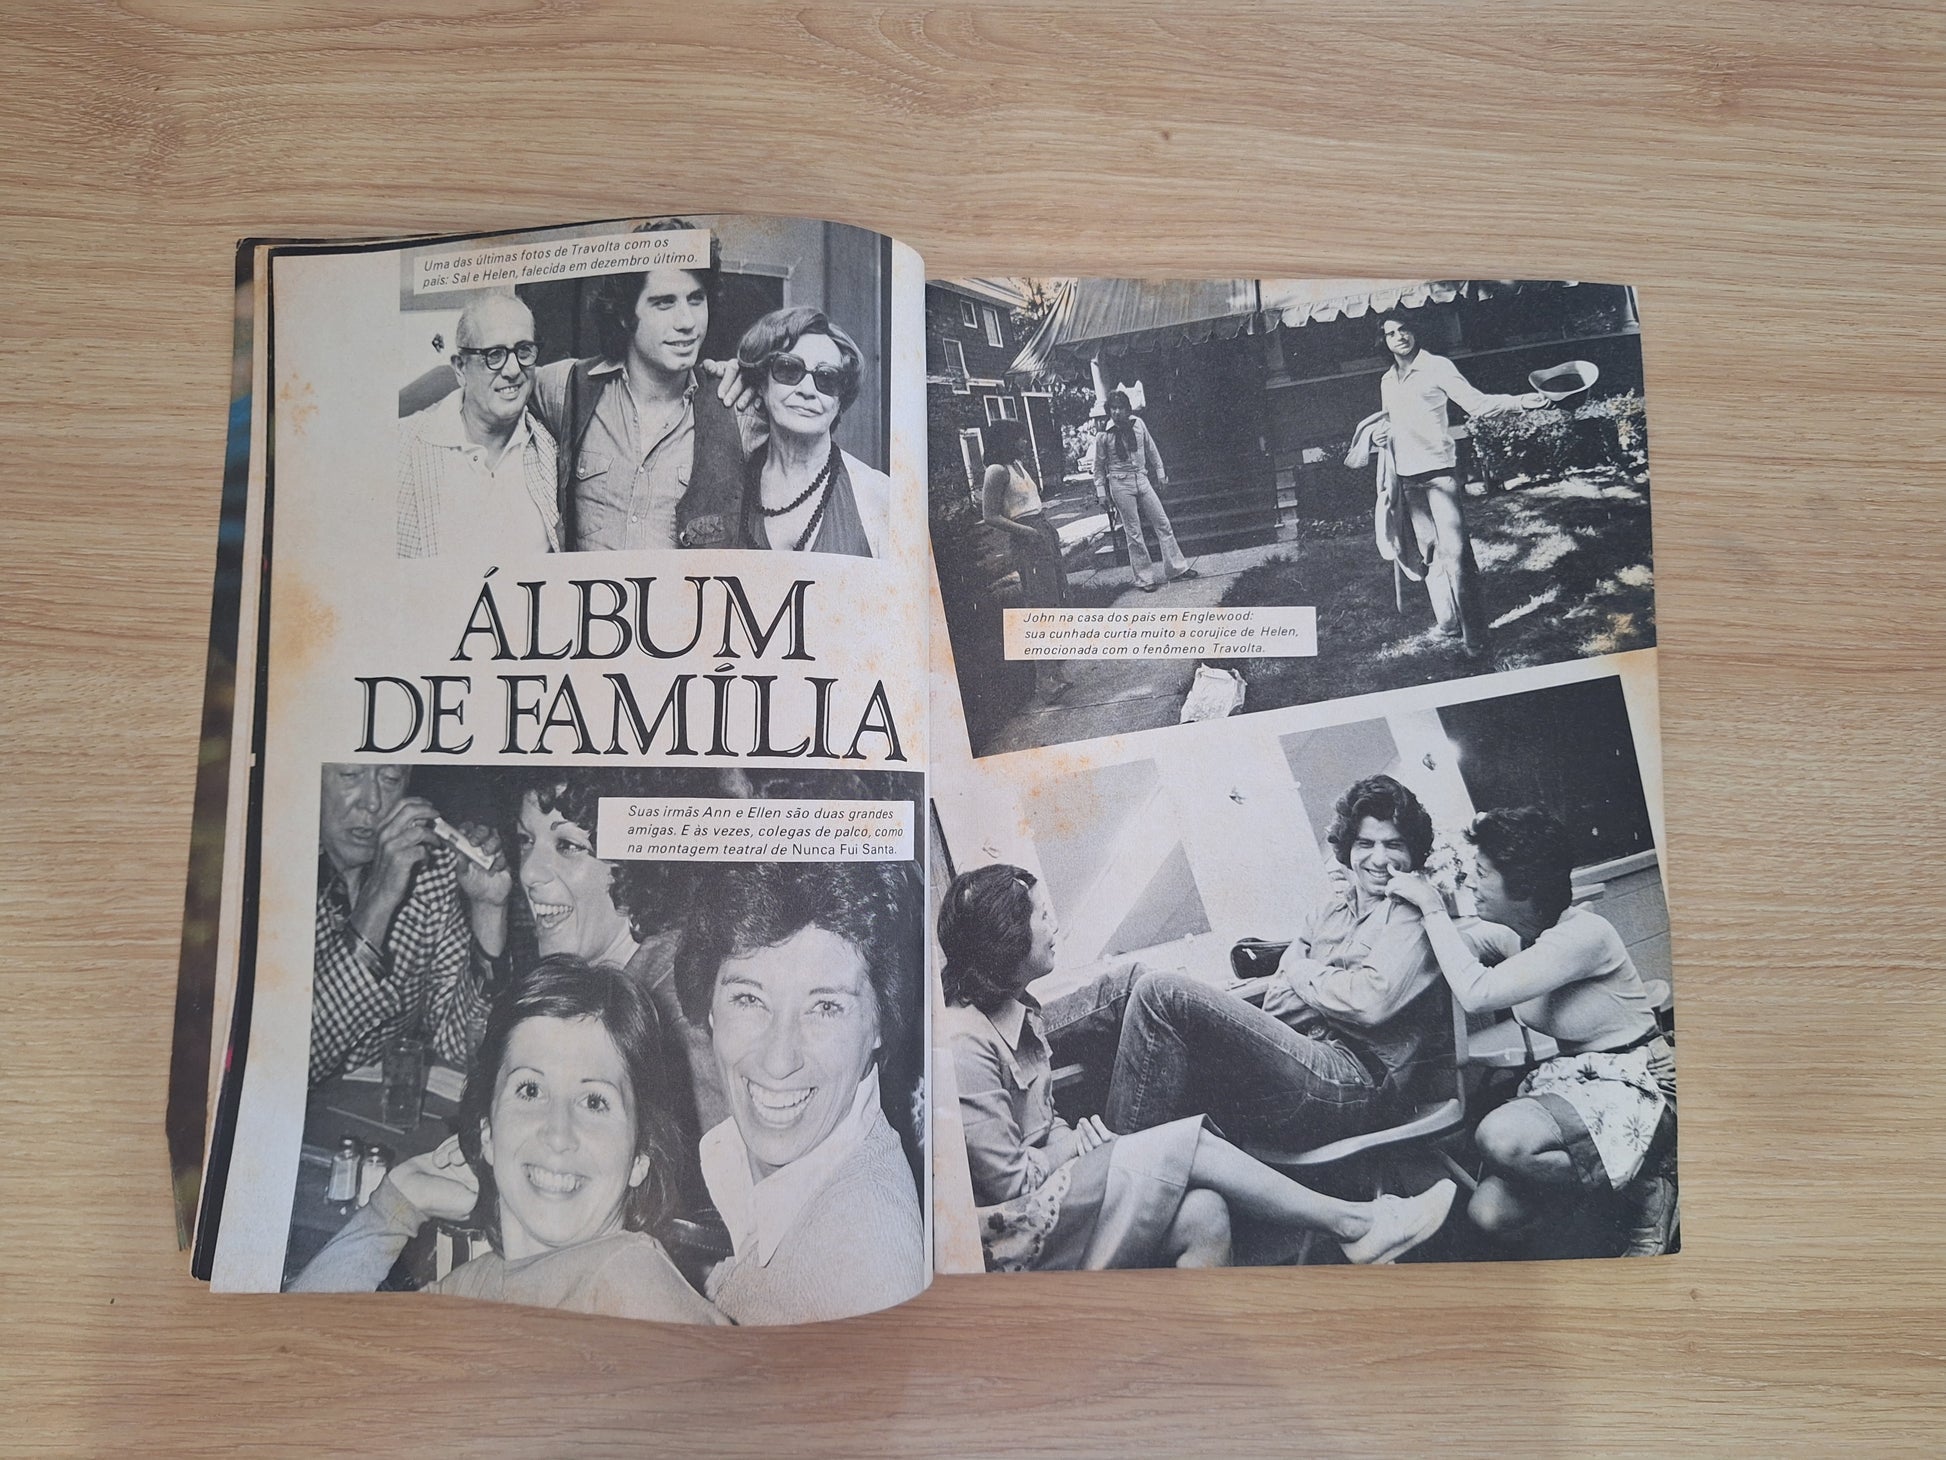 Uma das últimas fotos de Travolta com os
pais: Sal e Helen, falecida em dezembro último.
ÁLBUM
DE FAMÍLIA
Suas irmãs Ann e Ellen são duas grandes
amigas. E às vezes, colegas de palco, como
na montagem teatral de Nunca Fui Santa.
John na casa dos pais em Englewood:
sua cunhada curtia muito a corujice de Helen,
emocionada com o fenômeno Travolta.